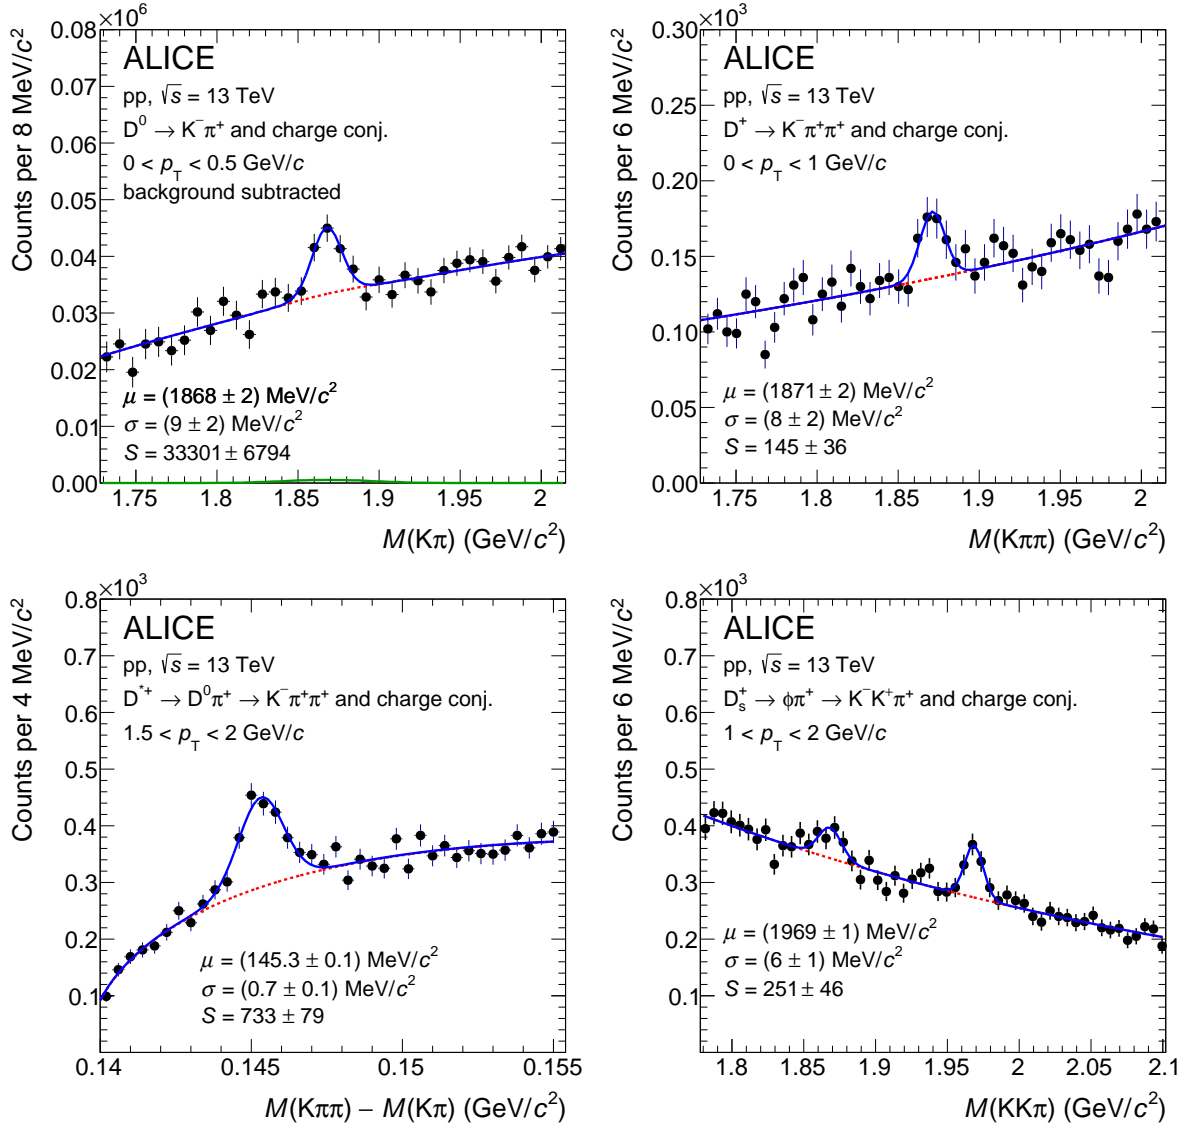 ×10⁶
0.08
0.07
0.06
0.05
0.04
0.03
0.02
0.01
0.00
Counts per 8 MeV/c²
ALICE
pp, √s = 13 TeV
D⁰ → K⁻π⁺ and charge conj.
0 < p_T < 0.5 GeV/c
background subtracted
μ = (1868 ± 2) MeV/c²
σ = (9 ± 2) MeV/c²
S = 33301 ± 6794
1.75 1.8 1.85 1.9 1.95 2
M(Kπ) (GeV/c²)
×10³
0.30
0.25
0.20
0.15
0.10
0.05
0.00
Counts per 6 MeV/c²
ALICE
pp, √s = 13 TeV
D⁺ → K⁻π⁺π⁺ and charge conj.
0 < p_T < 1 GeV/c
μ = (1871 ± 2) MeV/c²
σ = (8 ± 2) MeV/c²
S = 145 ± 36
1.75 1.8 1.85 1.9 1.95 2
M(Kππ) (GeV/c²)
×10³
0.8
0.7
0.6
0.5
0.4
0.3
0.2
0.1
Counts per 4 MeV/c²
ALICE
pp, √s = 13 TeV
D*⁺ → D⁰π⁺ → K⁻π⁺π⁺ and charge conj.
1.5 < p_T < 2 GeV/c
μ = (145.3 ± 0.1) MeV/c²
σ = (0.7 ± 0.1) MeV/c²
S = 733 ± 79
0.14 0.145 0.15 0.155
M(Kππ) − M(Kπ) (GeV/c²)
×10³
0.8
0.7
0.6
0.5
0.4
0.3
0.2
0.1
Counts per 6 MeV/c²
ALICE
pp, √s = 13 TeV
D_s⁺ → ϕπ⁺ → K⁻K⁺π⁺ and charge conj.
1 < p_T < 2 GeV/c
μ = (1969 ± 1) MeV/c²
σ = (6 ± 1) MeV/c²
S = 251 ± 46
1.8 1.85 1.9 1.95 2 2.05 2.1
M(KKπ) (GeV/c²)